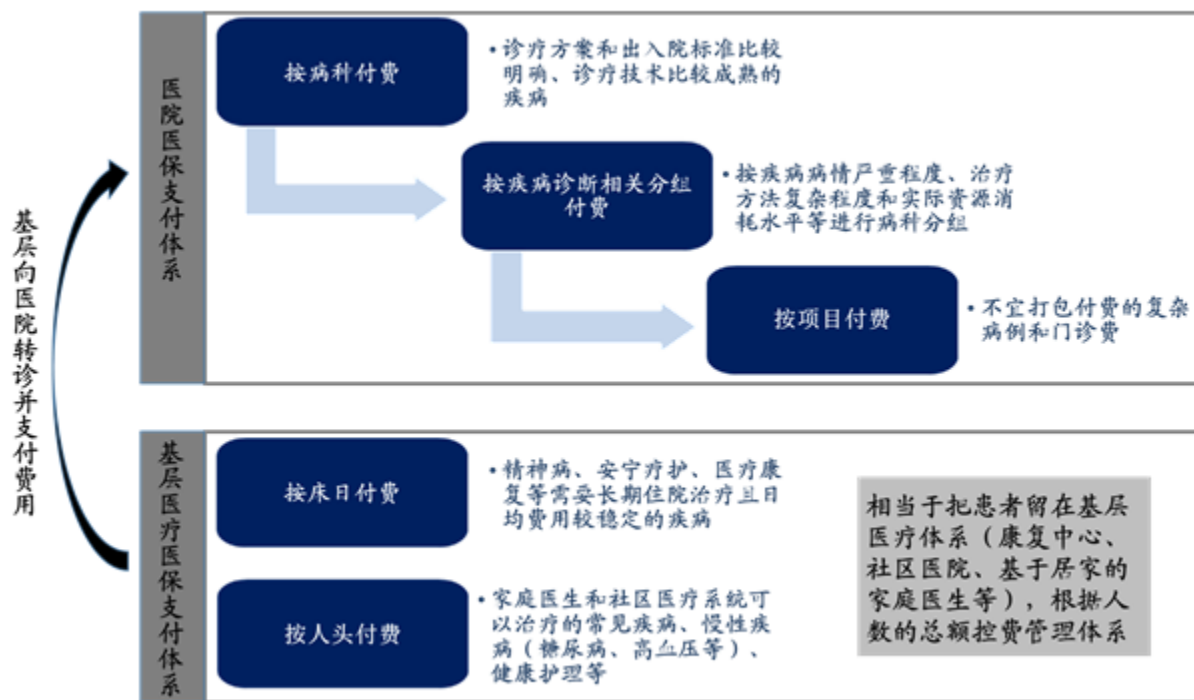 基层向医院转诊并支付费用
医院医保支付体系
按病种付费
•诊疗方案和出入院标准比较
明确、诊疗技术比较成熟的
疾病
按疾病诊断相关分组
付费
•按疾病病情严重程度、治疗
方法复杂程度和实际资源消
耗水平等进行病种分组
按项目付费
•不宜打包付费的复杂
病例和门诊费
基层医疗医保支付体系
按床日付费
•精神病、安宁疗护、医疗康
复等需要长期住院治疗且日
均费用较稳定的疾病
按人头付费
•家庭医生和社区医疗系统可
以治疗的常见疾病、慢性疾
病（糖尿病、高血压等）、
健康护理等
相当于把患者留在基层
医疗体系（康复中心、
社区医院、基于居家的
家庭医生等），根据人
数的总额控费管理体系